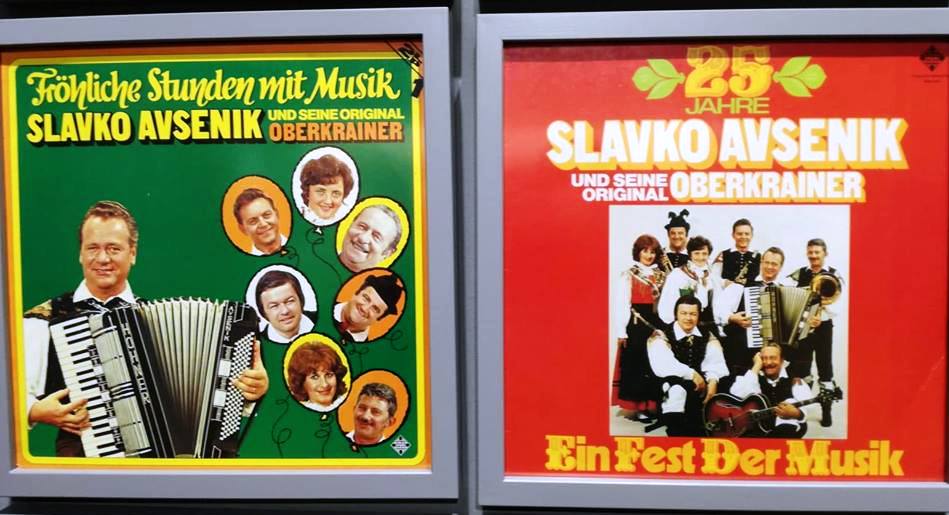 Fröhliche Stunden mit Musik
SLAVKO AVSENIK UND SEINE ORIGINAL
OBERKRAINER
1
HOHNER
25
JAHRE
SLAVKO AVSENIK
UND SEINE
ORIGINAL OBERKRAINER
Ein Fest Der Musik